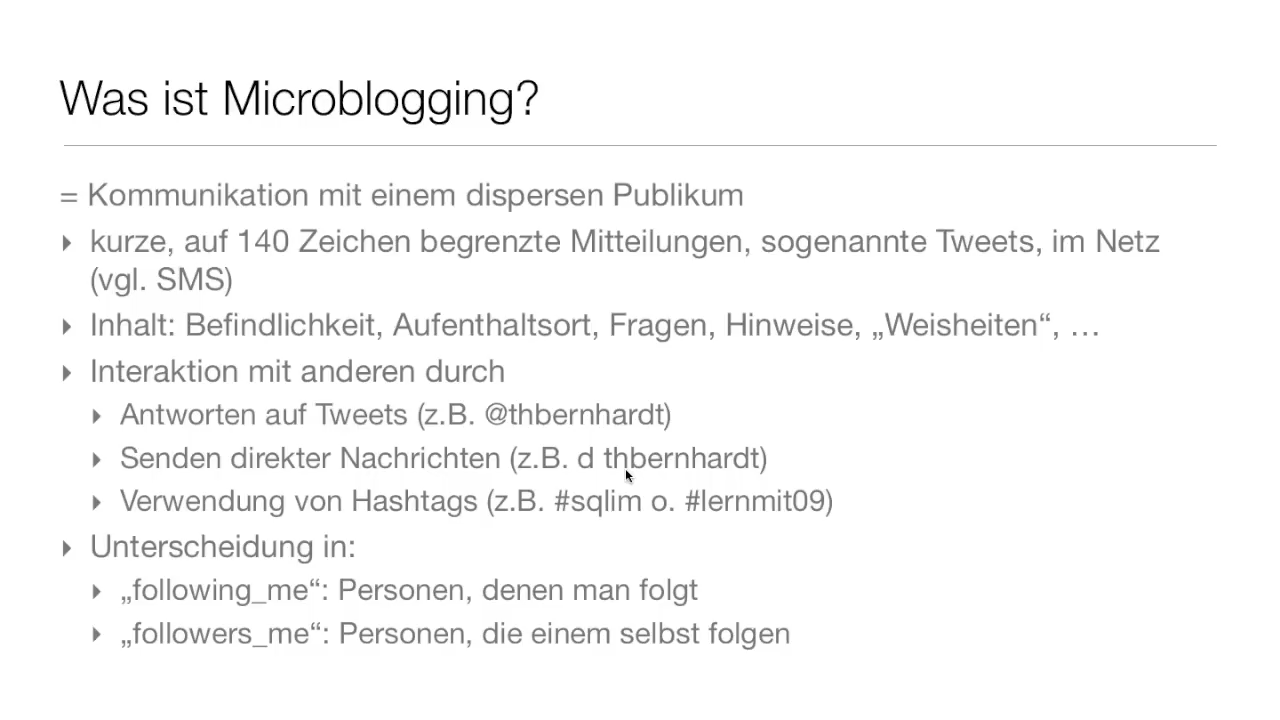 Was ist Microblogging?
= Kommunikation mit einem dispersen Publikum
‣ kurze, auf 140 Zeichen begrenzte Mitteilungen, sogenannte Tweets, im Netz
(vgl. SMS)
‣ Inhalt: Befindlichkeit, Aufenthaltsort, Fragen, Hinweise, „Weisheiten“, …
‣ Interaktion mit anderen durch
‣ Antworten auf Tweets (z.B. @thbernhardt)
‣ Senden direkter Nachrichten (z.B. d thbernhardt)
‣ Verwendung von Hashtags (z.B. #sqlim o. #lernmit09)
‣ Unterscheidung in:
‣ „following_me“: Personen, denen man folgt
‣ „followers_me“: Personen, die einem selbst folgen